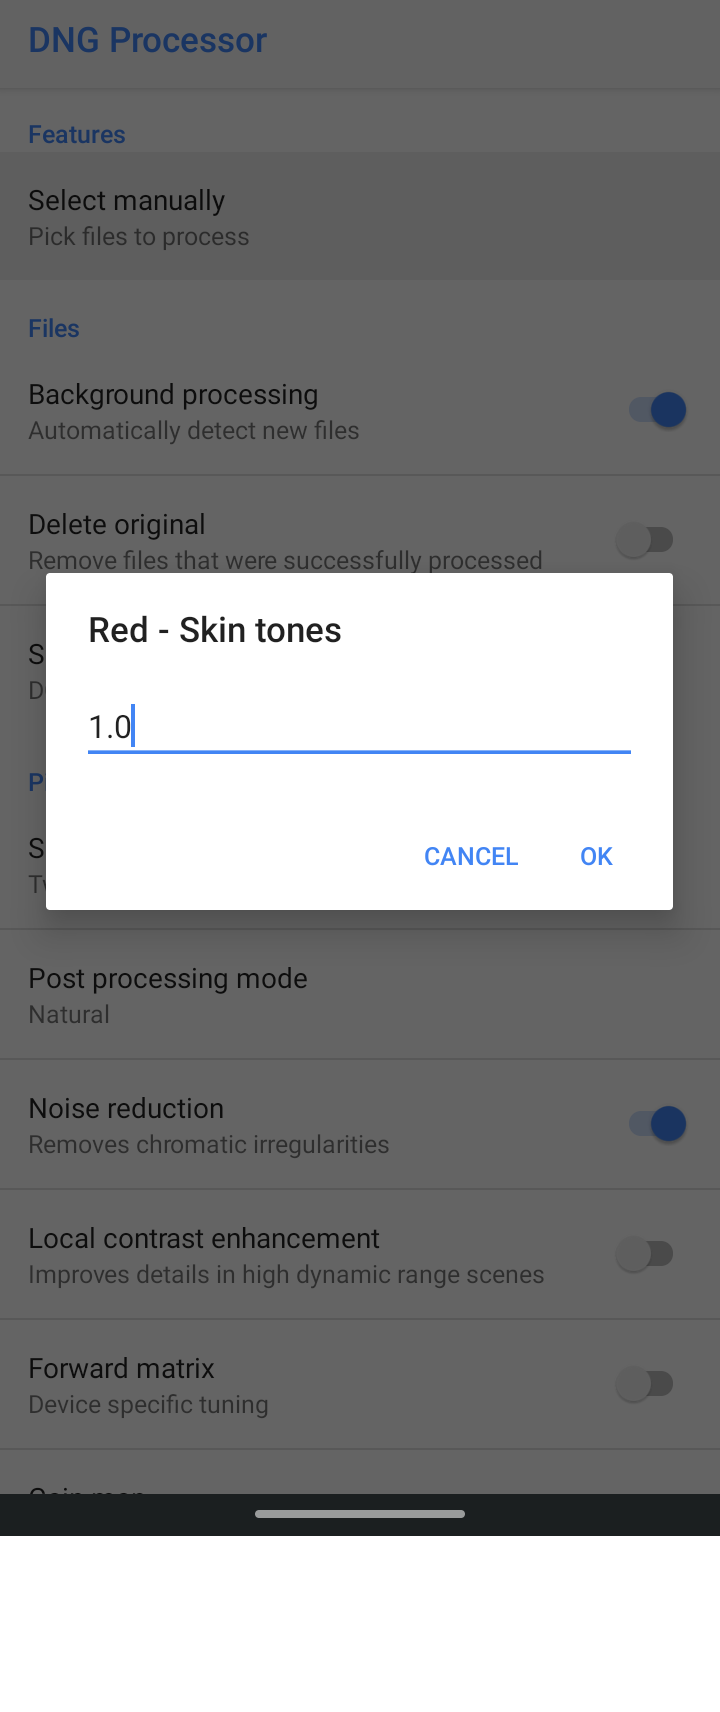 DNG Processor
Features
Select manually
Pick files to process
Files
Background processing
Automatically detect new files
Delete original
Remove files that were successfully processed
Red - Skin tones
1.0
CANCEL
OK
Post processing mode
Natural
Noise reduction
Removes chromatic irregularities
Local contrast enhancement
Improves details in high dynamic range scenes
Forward matrix
Device specific tuning